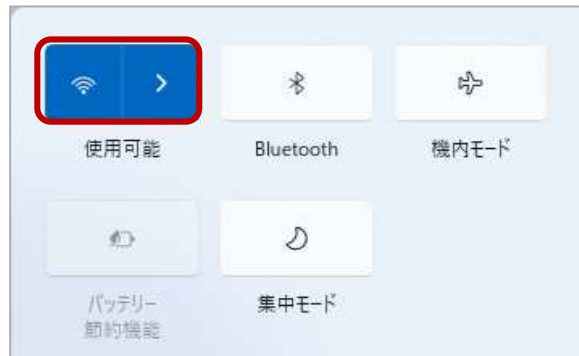 使用可能
Bluetooth
機内モード
バッテリー
節約機能
集中モード